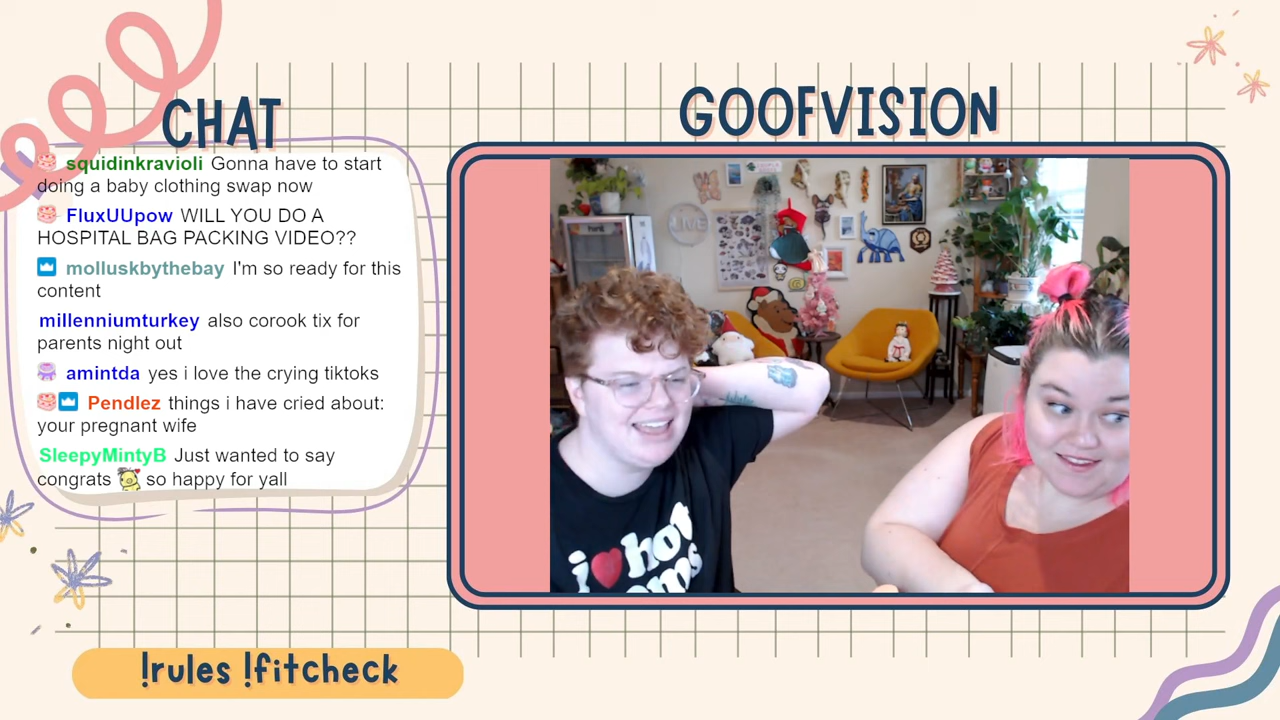 CHAT
GOOFVISION
squidinkravioli Gonna have to start
doing a baby clothing swap now
FluxUUpow WILL YOU DO A
HOSPITAL BAG PACKING VIDEO??
molluskbythebay I'm so ready for this
content
millenniumturkey also corook tix for
parents night out
amintda yes i love the crying tiktoks
Pendlez things i have cried about:
your pregnant wife
SleepyMintyB Just wanted to say
congrats so happy for yall
LIVE
i hot
oms
!rules !fitcheck